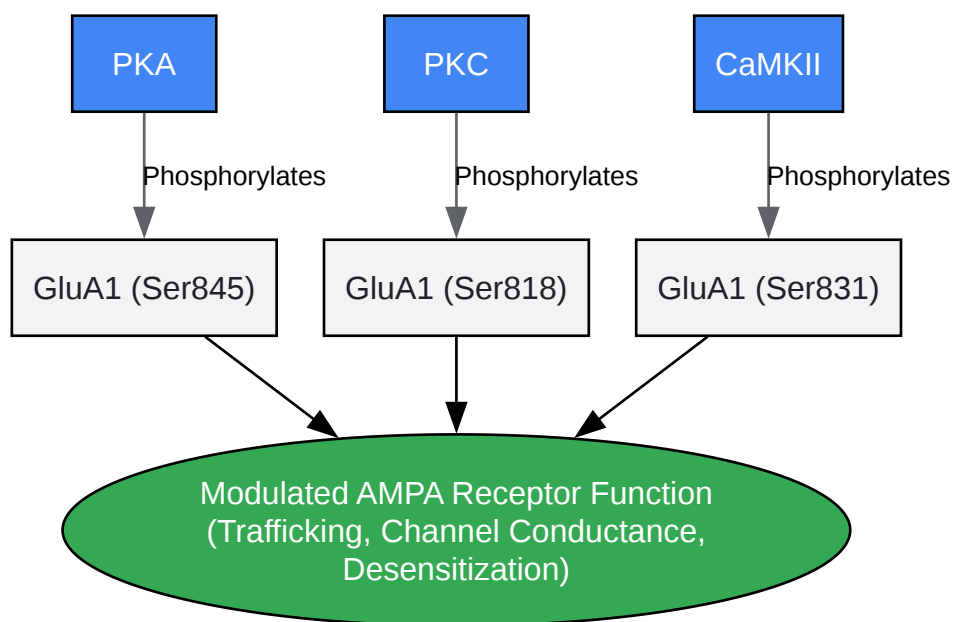 PKA
PKC
CaMKII
Phosphorylates
Phosphorylates
Phosphorylates
GluA1 (Ser845)
GluA1 (Ser818)
GluA1 (Ser831)
Modulated AMPA Receptor Function
(Trafficking, Channel Conductance,
Desensitization)